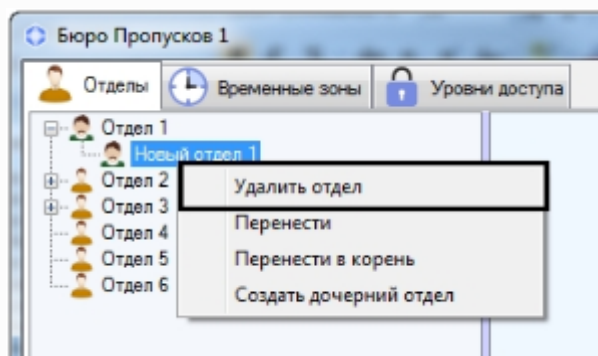 Бюро Пропусков 1
Отделы Временные зоны Уровни доступа
Отдел 1
Новый отдел 1
Отдел 2
Отдел 3
Отдел 4
Отдел 5
Отдел 6
Удалить отдел
Перенести
Перенести в корень
Создать дочерний отдел